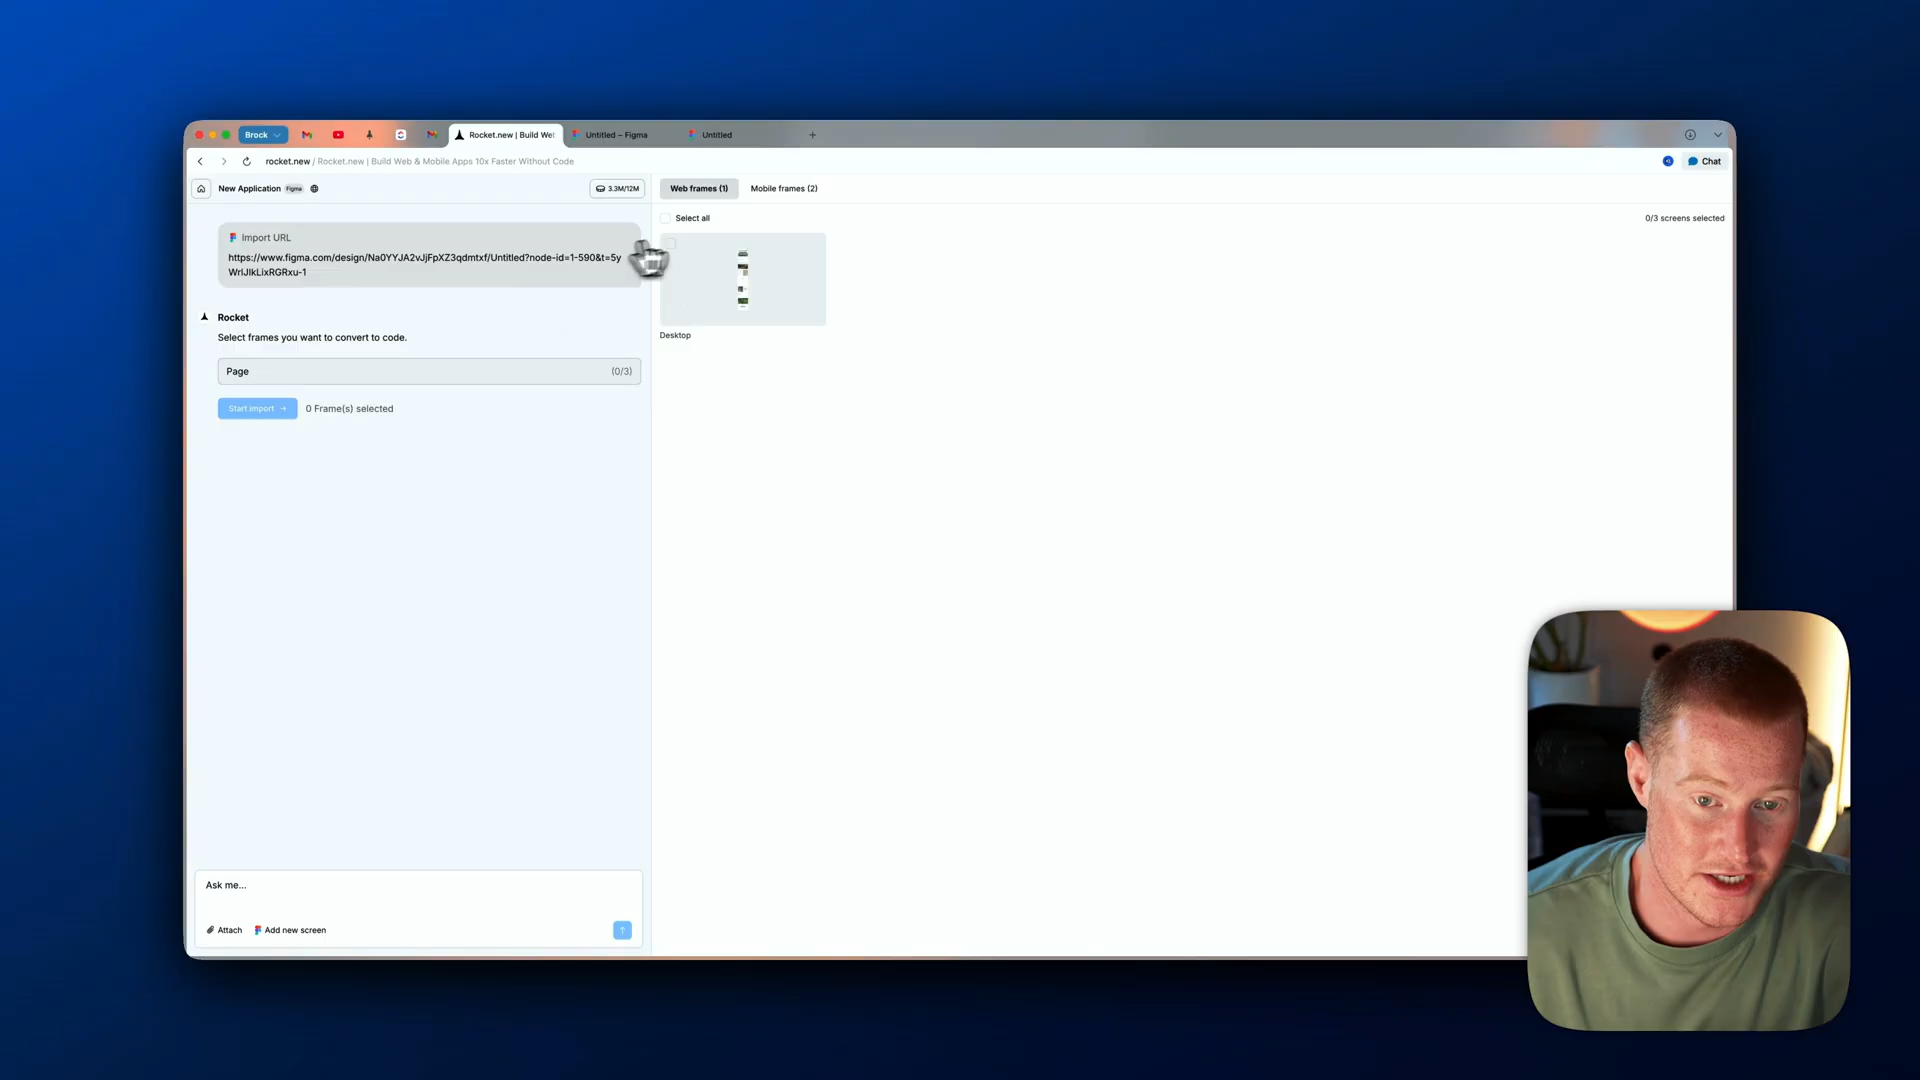 Brock
Rocket.new | Build Wel
Untitled – Figma
Untitled
rocket.new / Rocket.new | Build Web & Mobile Apps 10x Faster Without Code
Chat
New Application
Figma
3.3M/12M
Web frames (1)
Mobile frames (2)
Select all
0/3 screens selected
Import URL
https://www.figma.com/design/Na0YYJA2vJjFpXZ3qdmtxf/Untitled?node-id=1-590&t=5y
WrlJIkLixRGRxu-1
Desktop
Rocket
Select frames you want to convert to code.
Page
(0/3)
Start import →
0 Frame(s) selected
Ask me...
Attach
Add new screen